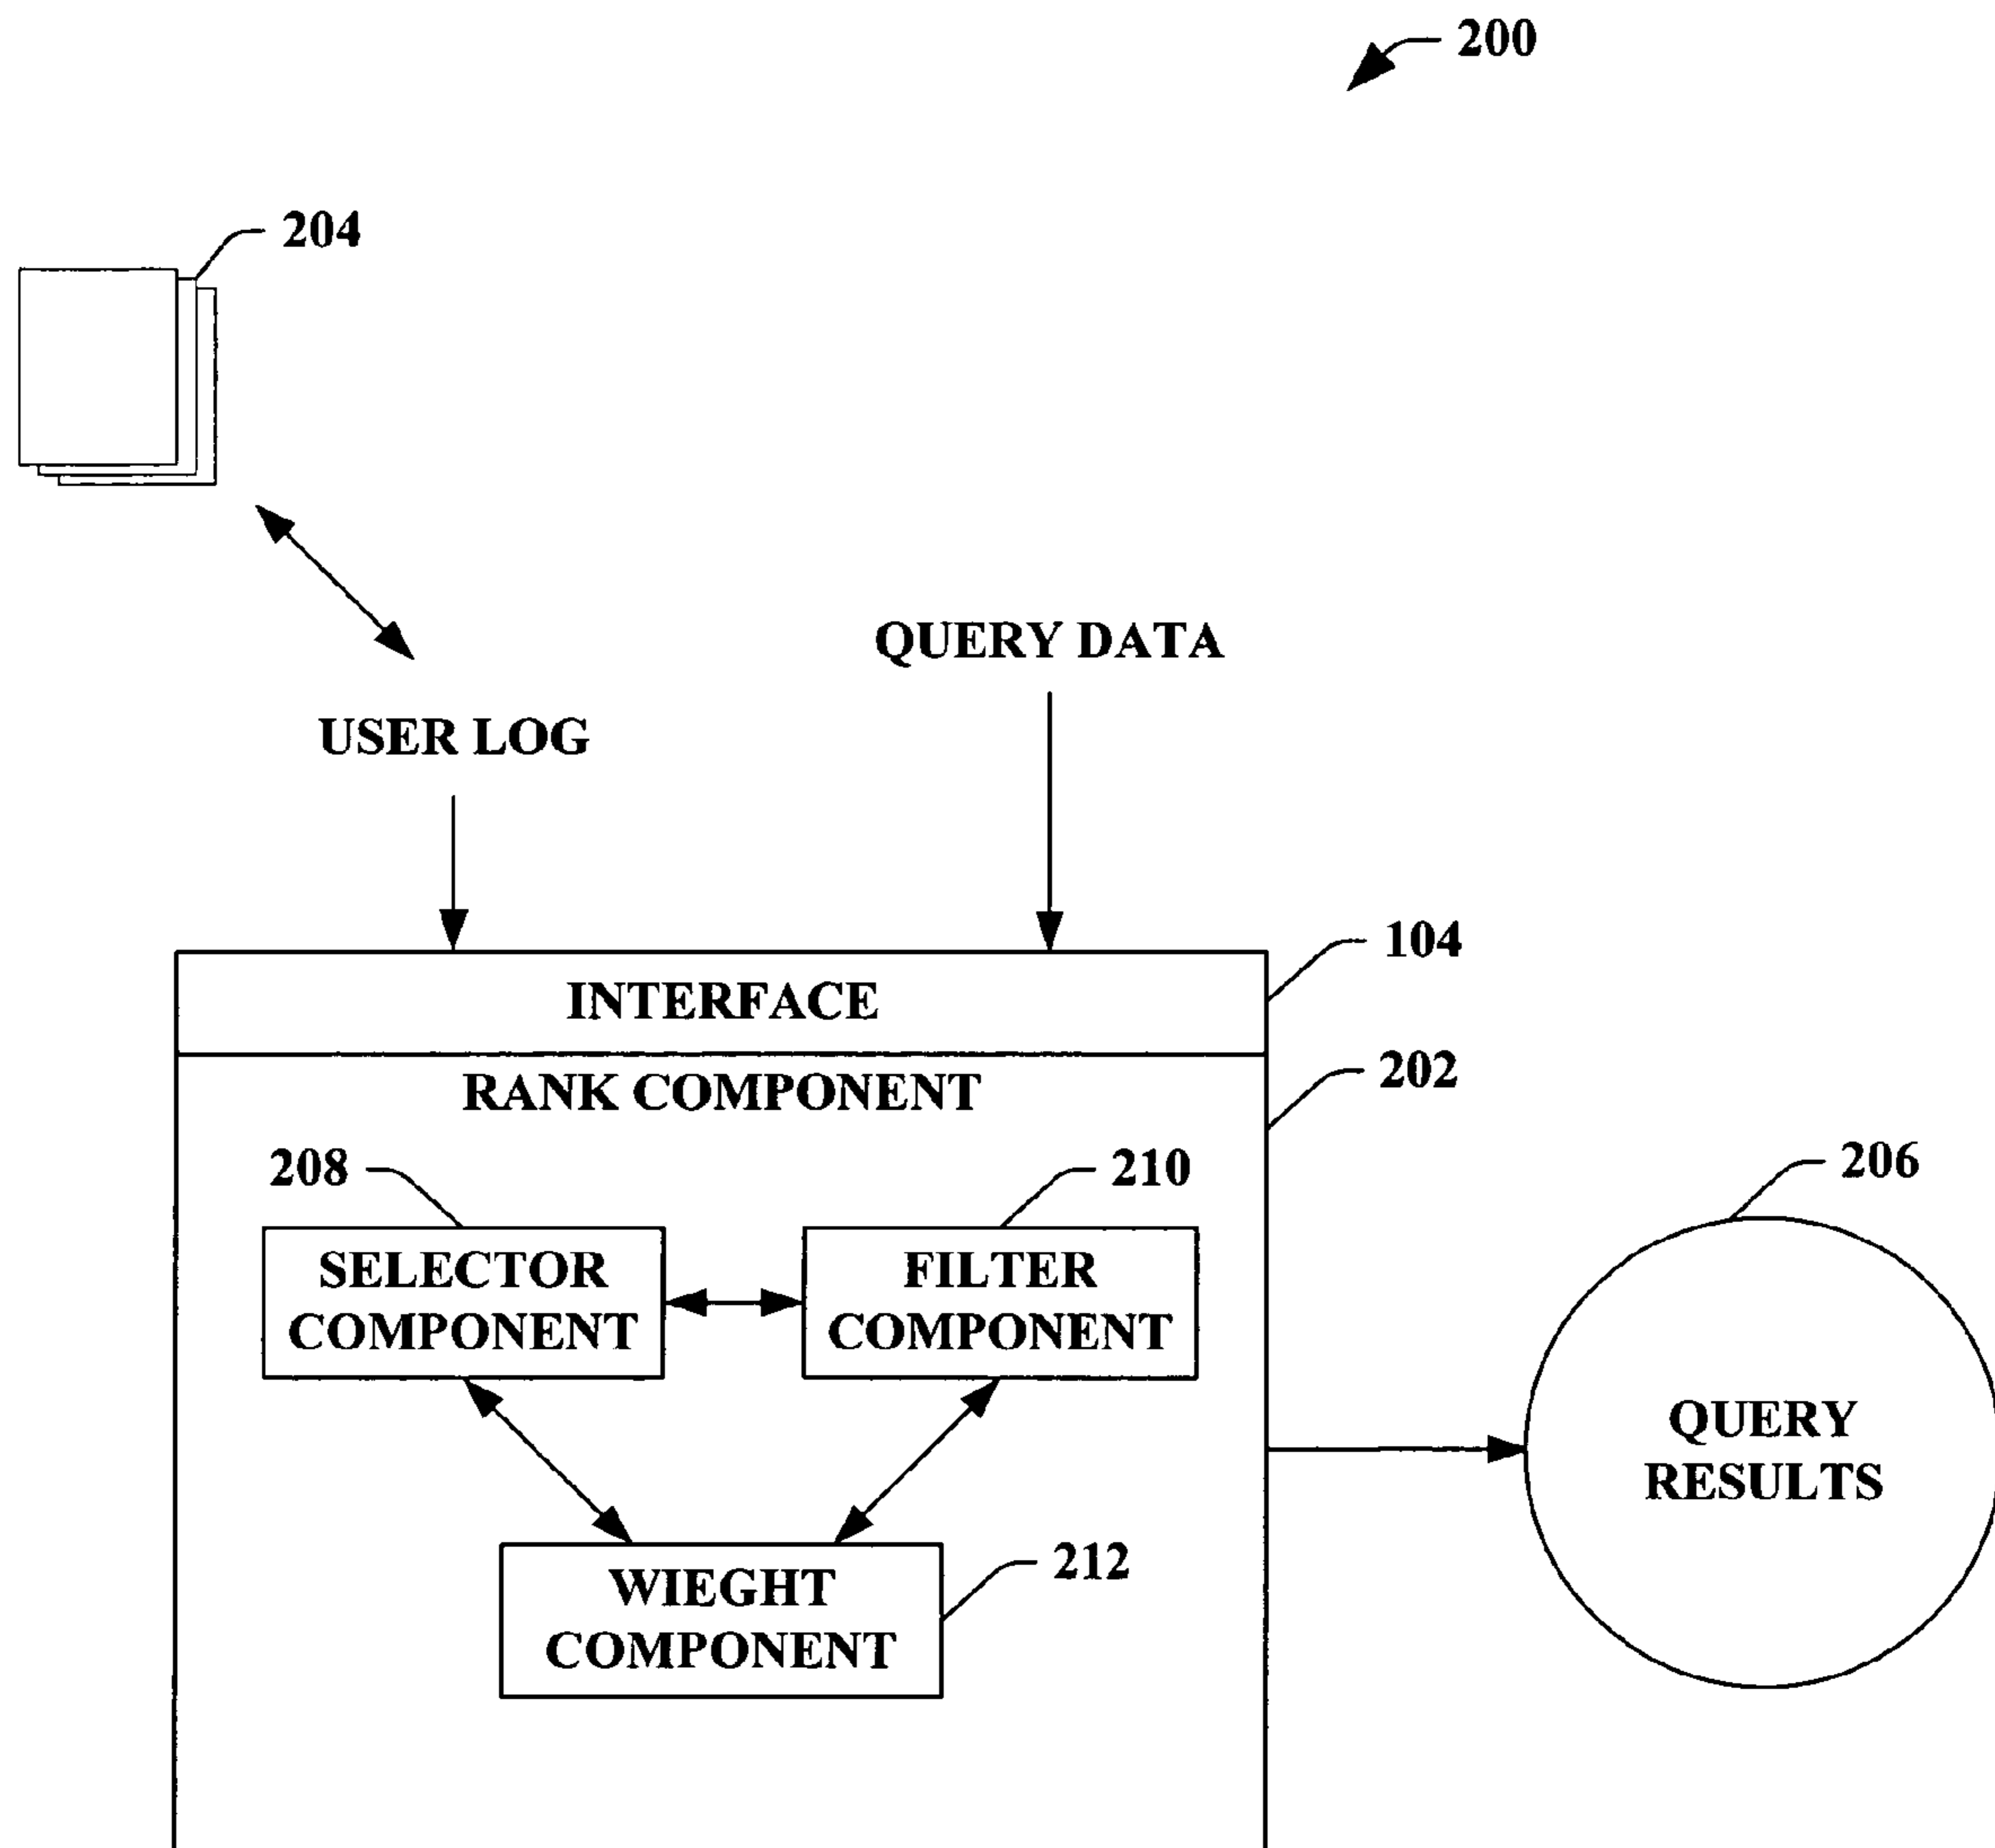 200
204
QUERY DATA
USER LOG
104
INTERFACE
202
RANK COMPONENT
208
210
206
SELECTOR
COMPONENT
FILTER
COMPONENT
QUERY
RESULTS
212
WIEGHT
COMPONENT